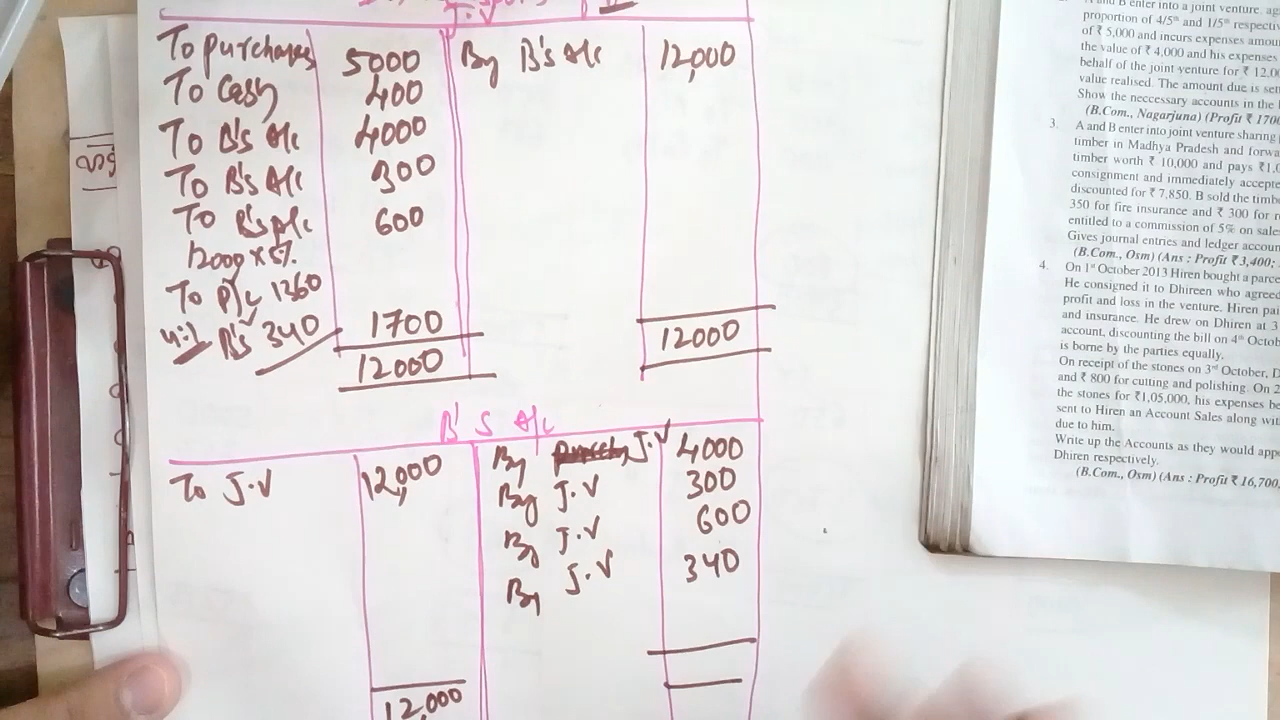 J.V
To purchases 5000 By B's A/c 12,000
To Cash 400
To B's A/c 4000
To B's A/c 300
To B's A/c 600
12000 x 5%
To P/L 1360
4:1 B's 340 1700 12000
12000
B's A/c
To J.V 12,000 By J.V 4000
By J.V 300
By J.V 600
By J.V 340
12,000
A and B enter into a joint venture, ag
proportion of 4/5th and 1/5th respectiv
of ₹ 5,000 and incurs expenses amou
the value of ₹ 4,000 and his expenses
behalf of the joint venture for ₹ 12,0
value realised. The amount due is set
Show the neccessary accounts in the
(B.Com., Nagarjuna) (Profit ₹ 1700
3. A and B enter into joint venture sharing
timber in Madhya Pradesh and forwa
timber worth ₹ 10,000 and pays ₹1,0
consignment and immediately accepte
discounted for ₹ 7,850. B sold the timb
350 for fire insurance and ₹ 300 for r
entitled to a commission of 5% on sale
Gives journal entries and ledger accoun
(B.Com., Osm) (Ans : Profit ₹ 3,400;
4. On 1st October 2013 Hiren bought a parce
He consigned it to Dhireen who agreed
profit and loss in the venture. Hiren pai
and insurance. He drew on Dhiren at 3
account, discounting the bill on 4th Octob
is borne by the parties equally.
On receipt of the stones on 3rd October, D
and ₹ 800 for cutting and polishing. On 2
the stones for ₹1,05,000, his expenses be
sent to Hiren an Account Sales along wit
due to him.
Write up the Accounts as they would appe
Dhiren respectively.
(B.Com., Osm) (Ans : Profit ₹ 16,700